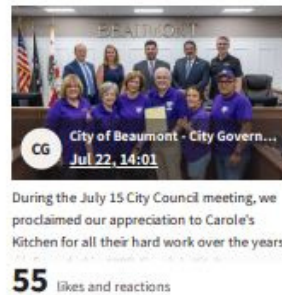 BEAUMONT
CG
City of Beaumont - City Govern...
Jul 22, 14:01
During the July 15 City Council meeting, we
proclaimed our appreciation to Carole's
Kitchen for all their hard work over the years
55 likes and reactions